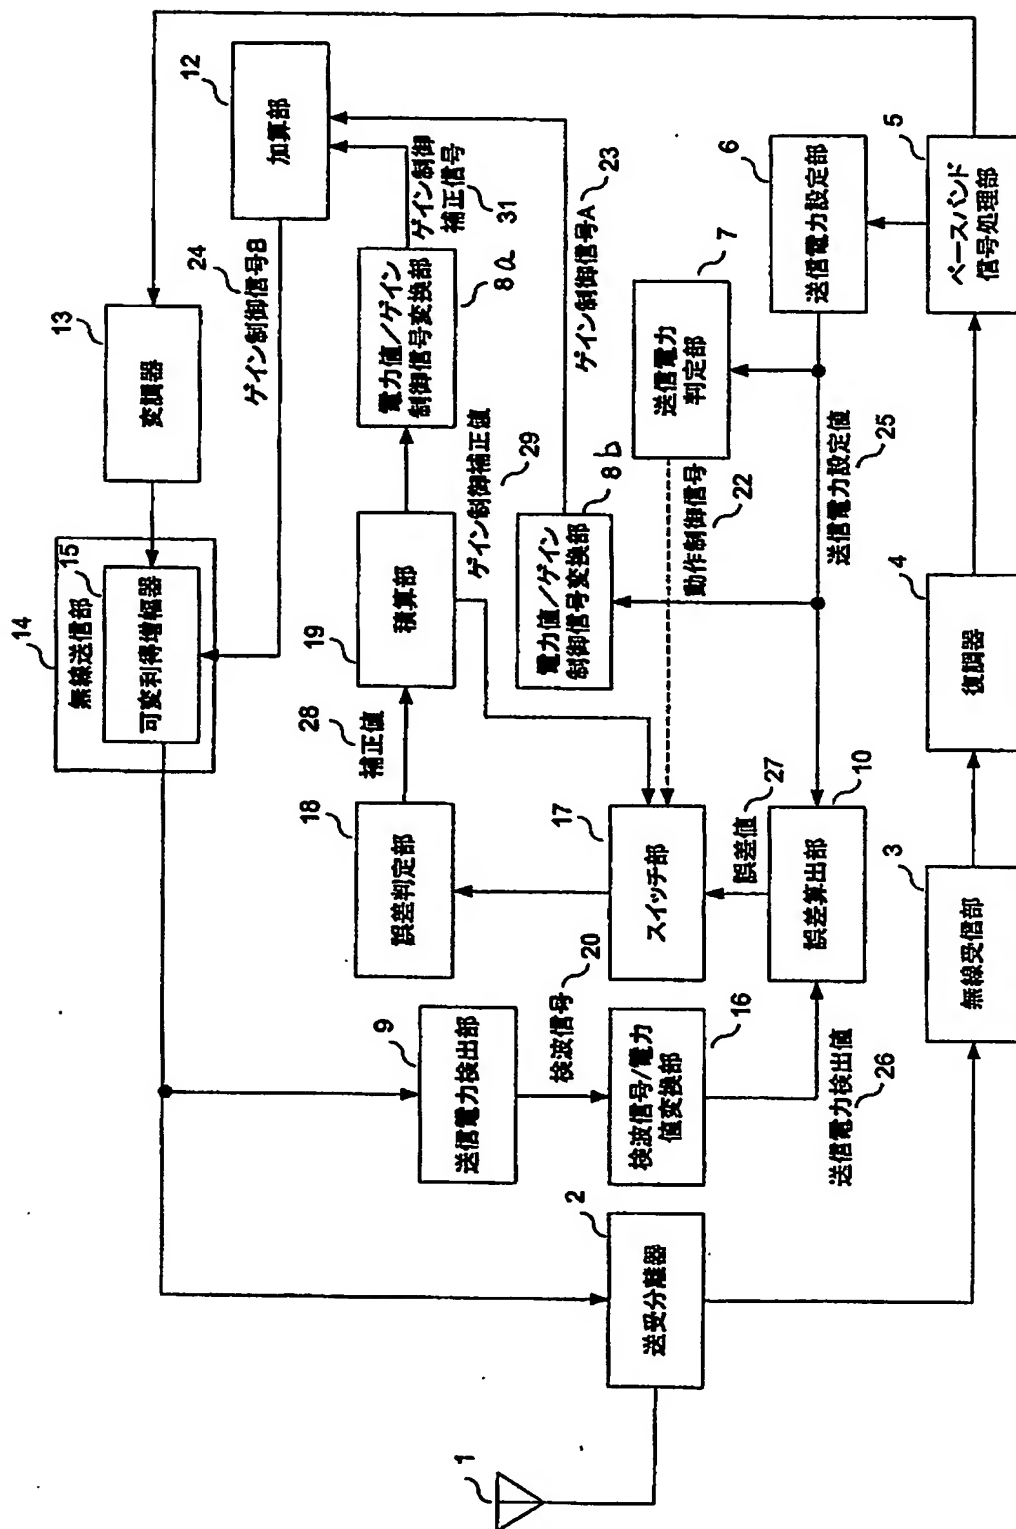 1
2
送受分離器
3
無線受信部
4
復調器
5
ベースバンド
信号処理部
6
送信電力設定部
7
送信電力
判定部
動作制御信号
22
送信電力設定値
25
8b
電力値/ゲイン
制御信号変換部
ゲイン制御信号A
23
9
送信電力検出部
検波信号
20
16
検波信号/電力
値変換部
送信電力検出値
26
10
誤差算出部
誤差値
27
17
スイッチ部
18
誤差判定部
28
補正値
19
積算部
ゲイン制御補正値
29
8a
電力値/ゲイン
制御信号変換部
ゲイン制御
補正信号
31
12
加算部
24
ゲイン制御信号B
13
変調器
14
無線送信部
15
可変利得増幅器